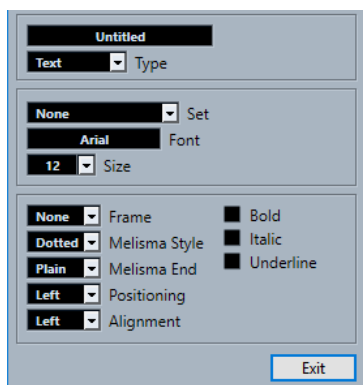 Untitled
Text Type
None Set
Arial Font
12 Size
None Frame
Dotted Melisma Style
Plain Melisma End
Left Positioning
Left Alignment
Bold
Italic
Underline
Exit